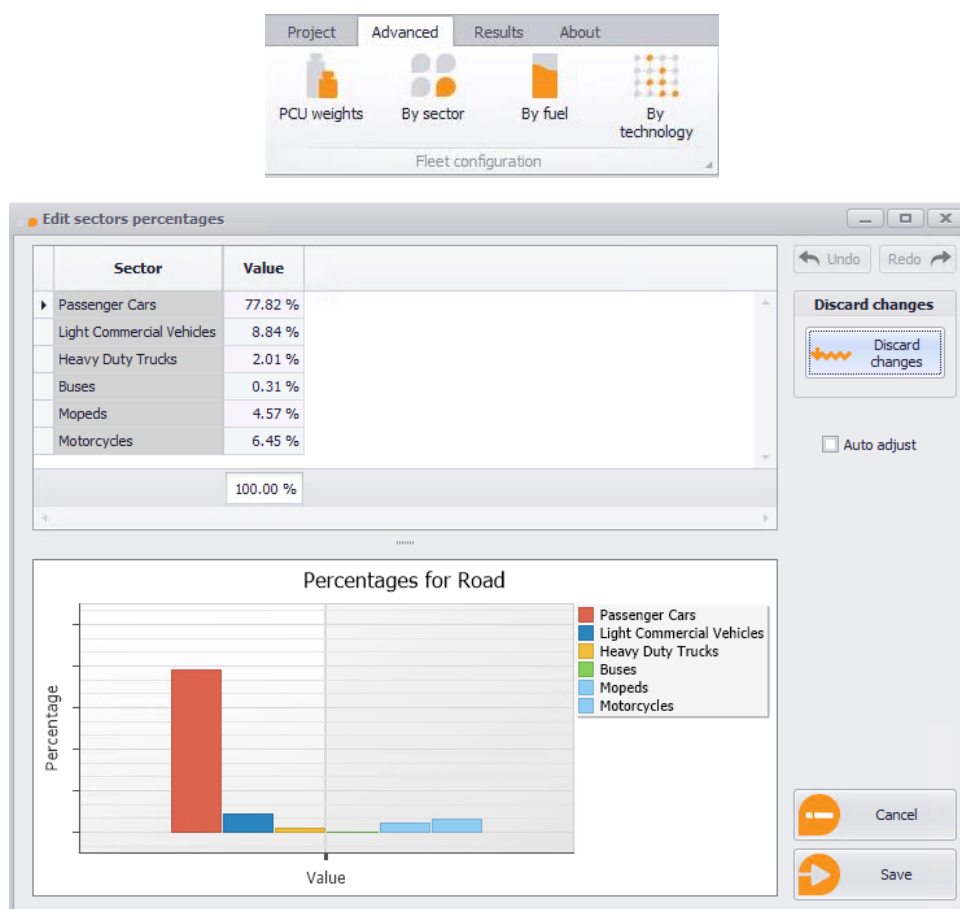 Project Advanced Results About
PCU weights By sector By fuel By
technology
Fleet configuration
Edit sectors percentages
Undo Redo
Sector Value
Passenger Cars 77.82 %
Light Commercial Vehicles 8.84 %
Heavy Duty Trucks 2.01 %
Buses 0.31 %
Mopeds 4.57 %
Motorcycles 6.45 %
100.00 %
Discard changes
Discard
changes
Auto adjust
Percentages for Road
Percentage
Value
Passenger Cars
Light Commercial Vehicles
Heavy Duty Trucks
Buses
Mopeds
Motorcycles
Cancel
Save